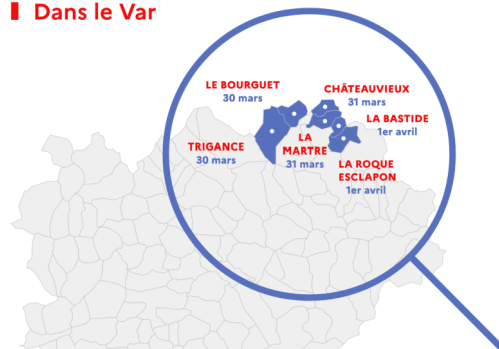 Dans le Var
LE BOURGUET
30 mars
CHÂTEAUVIEUX
31 mars
LA BASTIDE
1er avril
TRIGANCE
30 mars
LA
MARTRE
31 mars
LA ROQUE
ESCLAPON
1er avril